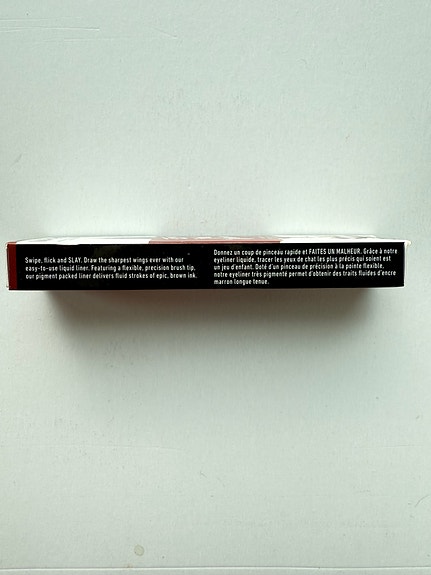 Swipe, flick and SLAY. Draw the sharpest wings ever with our
easy-to-use liquid liner. Featuring a flexible, precision brush tip,
our pigment packed liner delivers fluid strokes of epic, brown ink.
Donnez un coup de pinceau rapide et FAITES UN MALHEUR. Grâce à notre
eyeliner liquide, tracer les yeux de chat les plus précis qui soient est
un jeu d'enfant. Doté d'un pinceau de précision à la pointe flexible,
notre eyeliner très pigmenté permet d'obtenir des traits fluides d'encre
marron longue tenue.